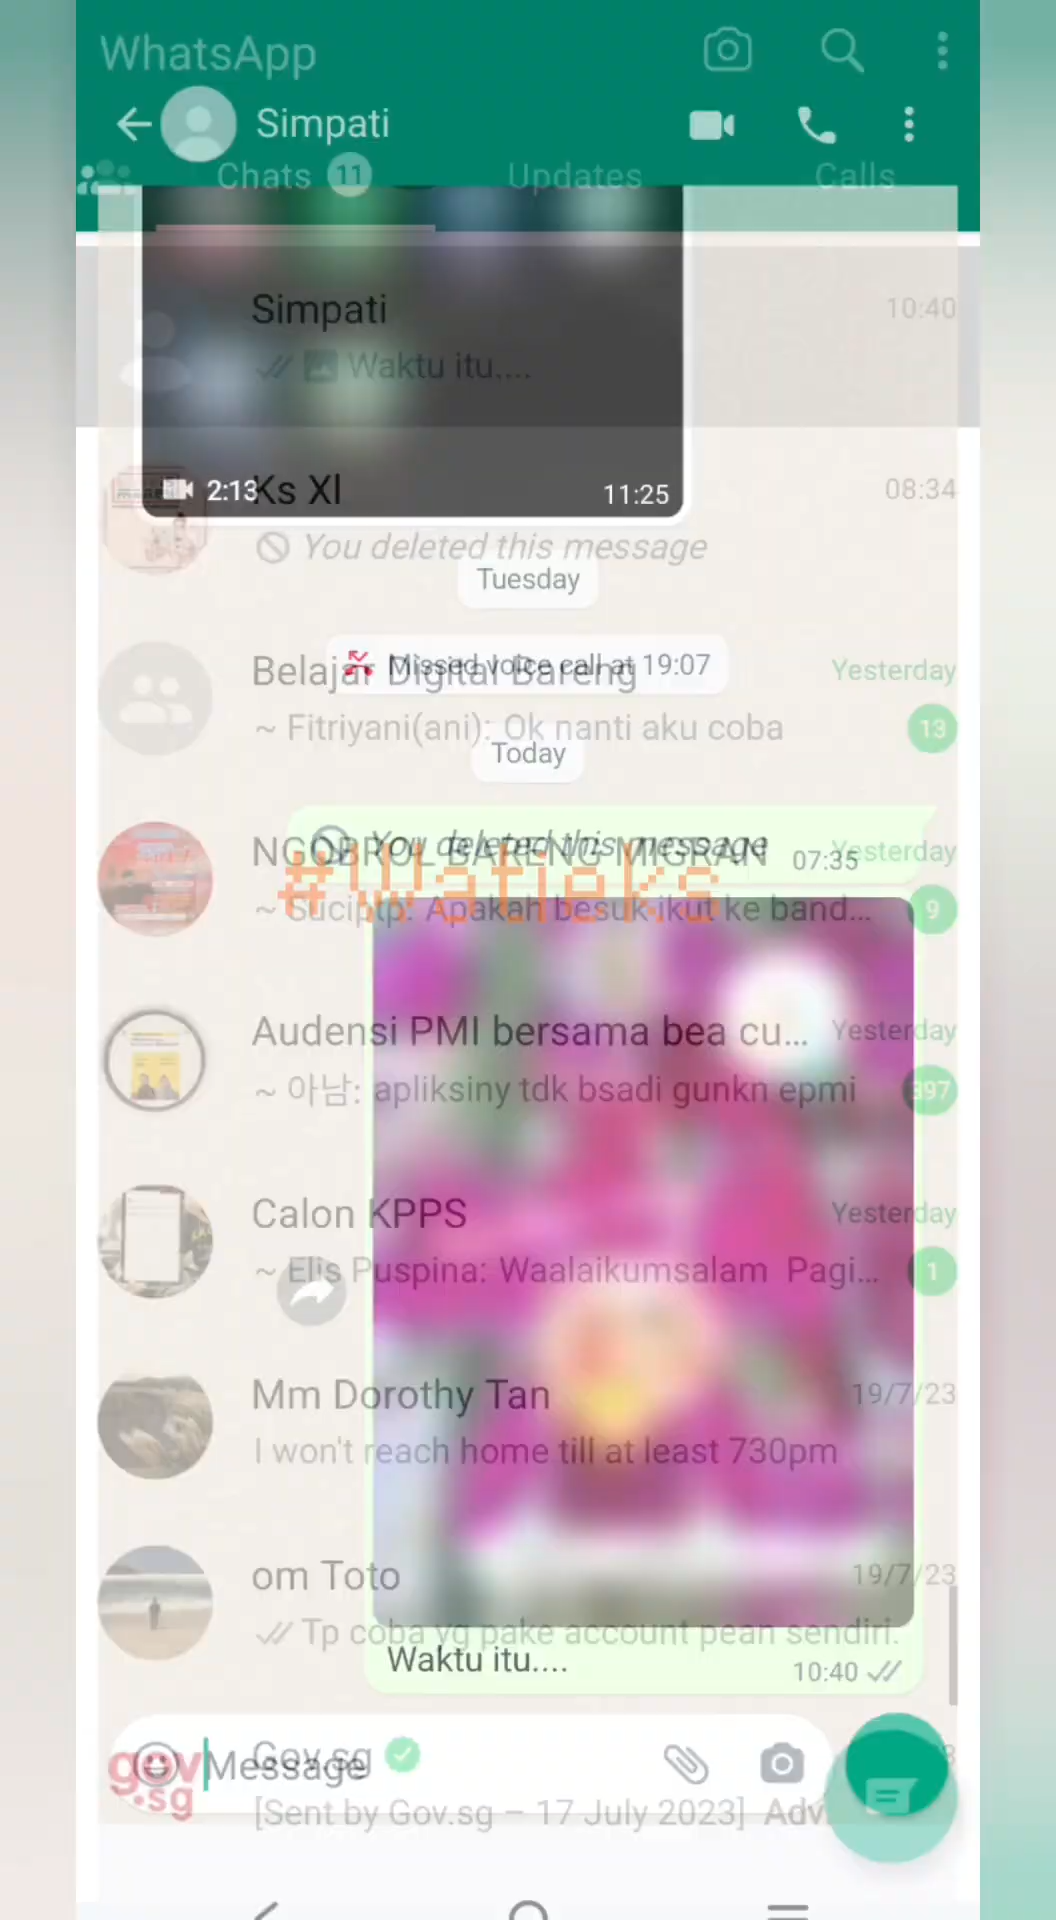 WhatsApp
Simpati
Chats 11 Updates Calls
Simpati 10:40
Waktu itu....
2:13 11:25
Ks Xl 08:34
You deleted this message
Tuesday
Missed voice call at 19:07
Belajar Digital Bareng Yesterday
~ Fitriyani(ani): Ok nanti aku coba 13
Today
You deleted this message 07:35
NGOBROL BARENG MIGRAN Yesterday
#Watieks
~ Suciptp: Apakah besuk ikut ke band... 9
Audensi PMI bersama bea cu... Yesterday
~ 아남: apliksiny tdk bsadi gunkn epmi 397
Calon KPPS Yesterday
~ Elis Puspina: Waalaikumsalam Pagi... 1
Mm Dorothy Tan 19/7/23
I won't reach home till at least 730pm
om Toto 19/7/23
Tp coba yg pake account pean sendiri.
Waktu itu.... 10:40
Message
Gov.sg
gov.sg
[Sent by Gov.sg – 17 July 2023] Adv